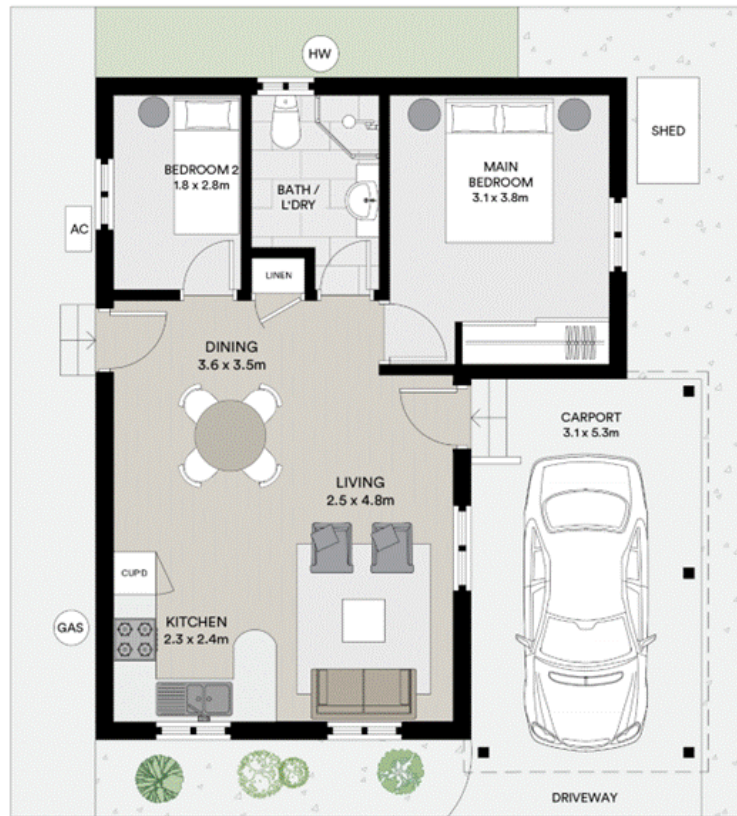 HW
SHED
BEDROOM 2
1.8 x 2.8m
BATH /
L'DRY
MAIN
BEDROOM
3.1 x 3.8m
AC
LINEN
DINING
3.6 x 3.5m
CARPORT
3.1 x 5.3m
LIVING
2.5 x 4.8m
CUP'D
GAS
KITCHEN
2.3 x 2.4m
DRIVEWAY